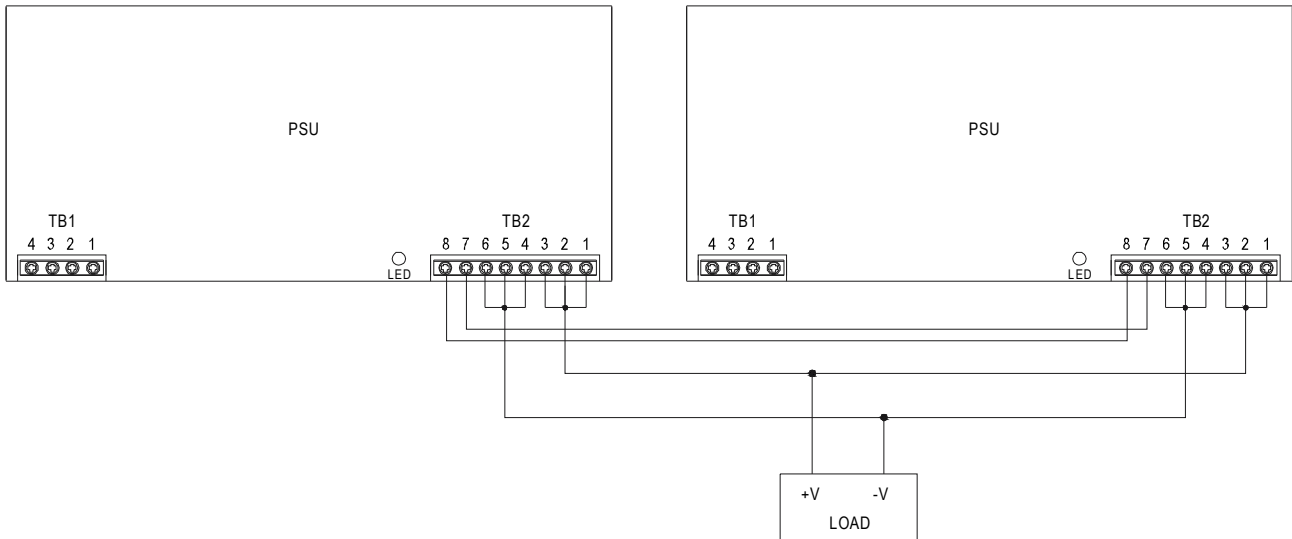 PSU PSU
TB1 TB2 TB1 TB2
4 3 2 1 8 7 6 5 4 3 2 1 4 3 2 1 8 7 6 5 4 3 2 1
LED LED
+V -V
LOAD